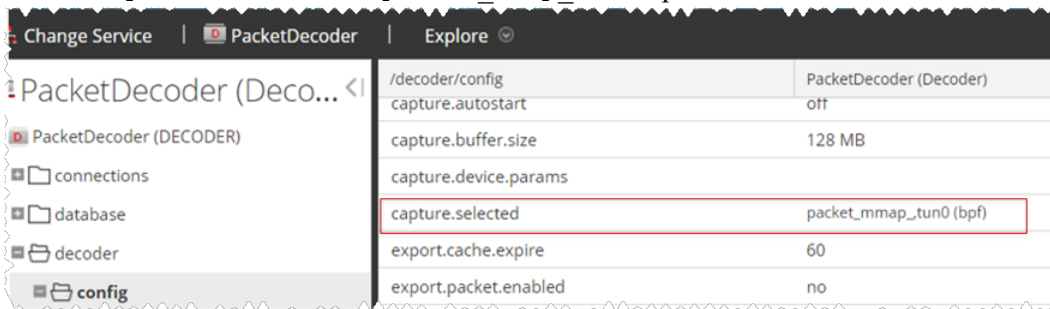 Change Service | PacketDecoder | Explore
PacketDecoder (Deco...
PacketDecoder (DECODER)
connections
database
decoder
config
/decoder/config PacketDecoder (Decoder)
capture.autostart off
capture.buffer.size 128 MB
capture.device.params
capture.selected packet_mmap_,tun0 (bpf)
export.cache.expire 60
export.packet.enabled no